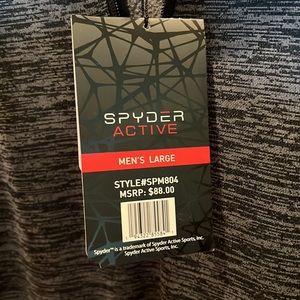 SPYDER
ACTIVE
MEN'S LARGE
STYLE#SPM804
MSRP: $88.00
Spyder™ is a trademark of Spyder Active Sports, Inc.
Spyder Active Sports, Inc.